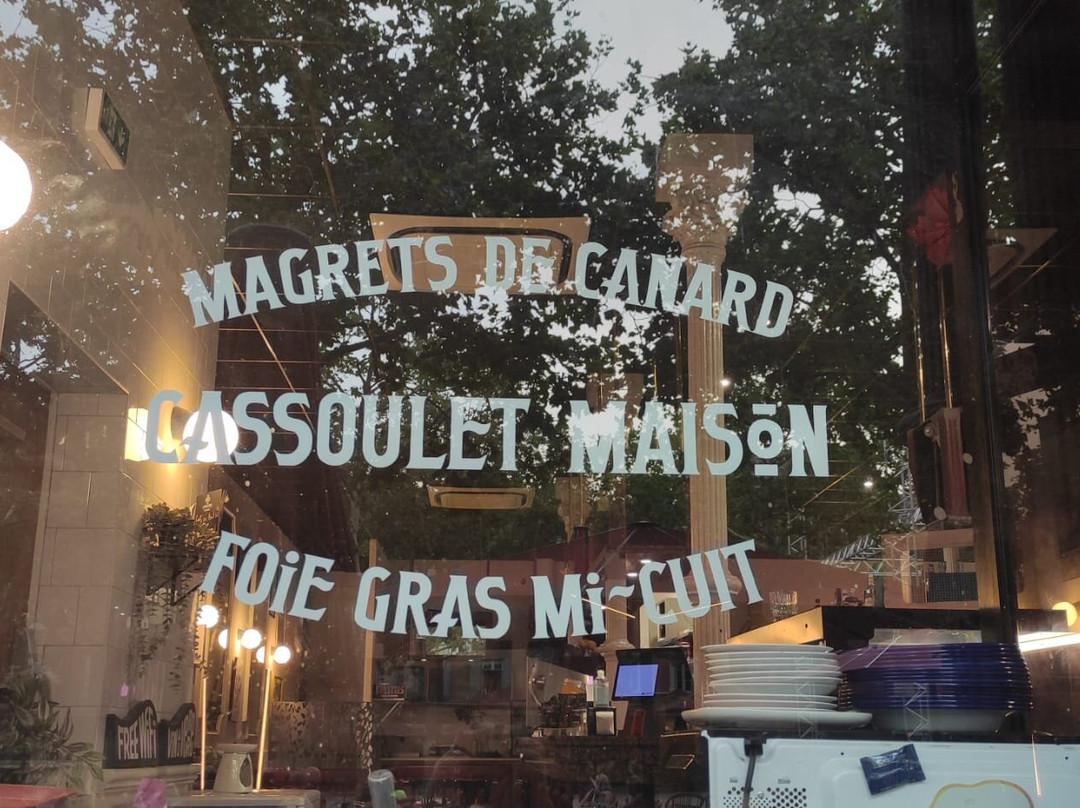 MAGRETS DE CANARD
CASSOULET MAISON
FOiE GRAS Mi-CUIT
FREE WiFi